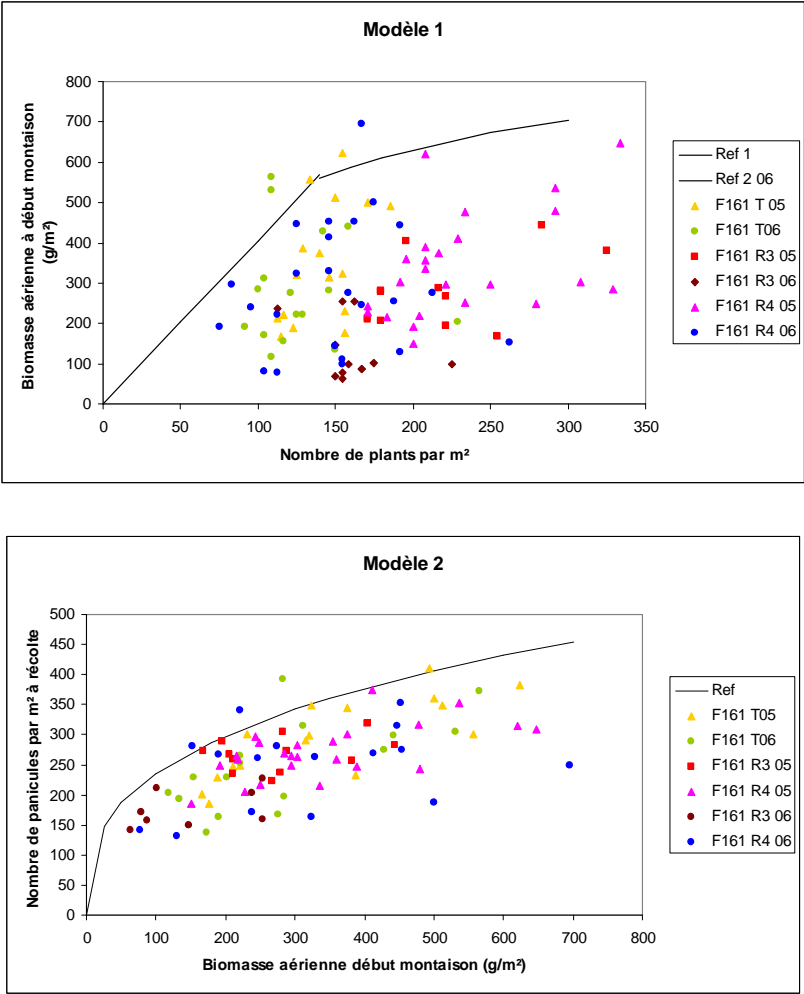 Modèle 1
800
700
600
500
400
300
200
100
0
Biomasse aérienne à début montaison
(g/m²)
0 50 100 150 200 250 300 350
Nombre de plants par m²
Ref 1
Ref 2 06
F161 T 05
F161 T06
F161 R3 05
F161 R3 06
F161 R4 05
F161 R4 06
Modèle 2
500
450
400
350
300
250
200
150
100
50
0
Nombre de panicules par m² à récolte
0 100 200 300 400 500 600 700 800
Biomasse aérienne début montaison (g/m²)
Ref
F161 T05
F161 T06
F161 R3 05
F161 R4 05
F161 R3 06
F161 R4 06